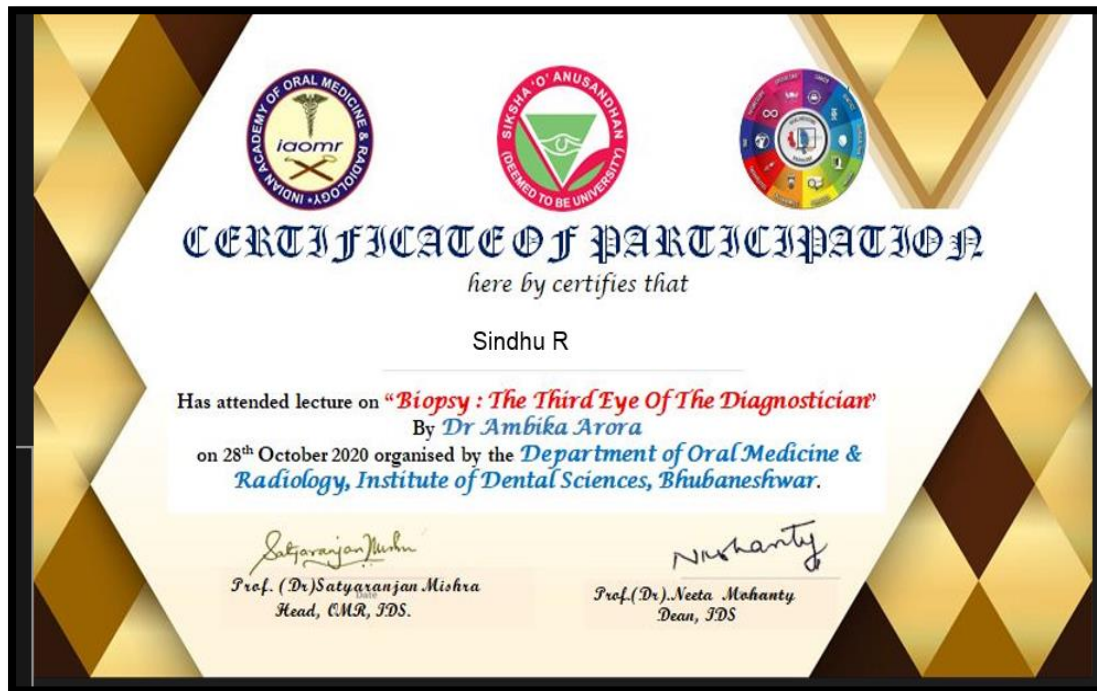 INDIAN ACADEMY OF ORAL MEDICINE & RADIOLOGY
iaomr
SIKSHA 'O' ANUSANDHAN
(DEEMED TO BE UNIVERSITY)
CERTIFICATE OF PARTICIPATION
here by certifies that
Sindhu R
Has attended lecture on “Biopsy : The Third Eye Of The Diagnostician”
By Dr Ambika Arora
on 28th October 2020 organised by the Department of Oral Medicine &
Radiology, Institute of Dental Sciences, Bhubaneshwar.
Satyaranjan Mishra
NMohanty
Prof. (Dr)Satyaranjan Mishra
Date
Head, OMR, IDS.
Prof.(Dr).Neeta Mohanty
Dean, IDS